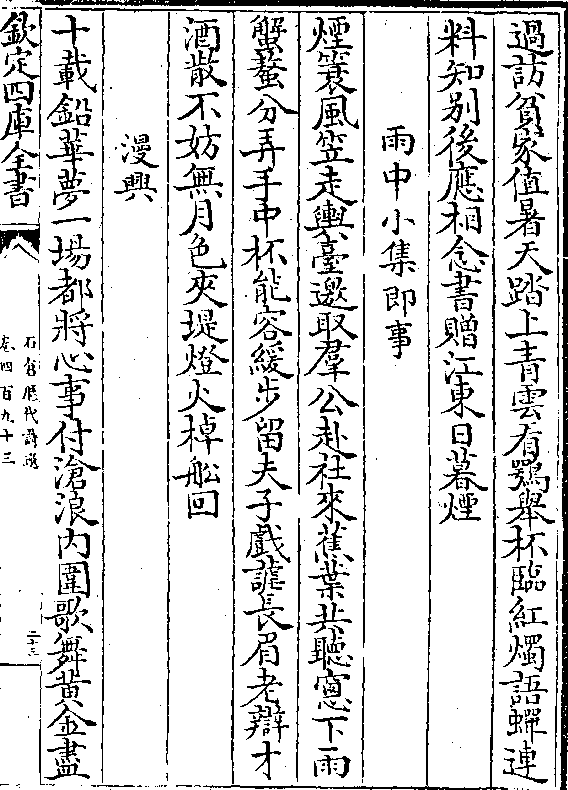 過訪貧家值暑天踏上青雲有鶚舉杯臨紅燭語蟬連
料知别後應相念書贈江東日暮煙
雨中小集即事
煙簑風笠走輿臺邀取羣公赴社來蕉葉共聽窓下雨
蟹螯分弄手中杯能容緩步留夫子戲謔長眉老辯才
酒散不妨無月色夾堤燈火棹船回
漫興
十載鉛華夢一場都將心事付滄浪内園歌舞黄金盡
欽定四庫全書
石倉歴代詩選
卷四百九十三
二十三